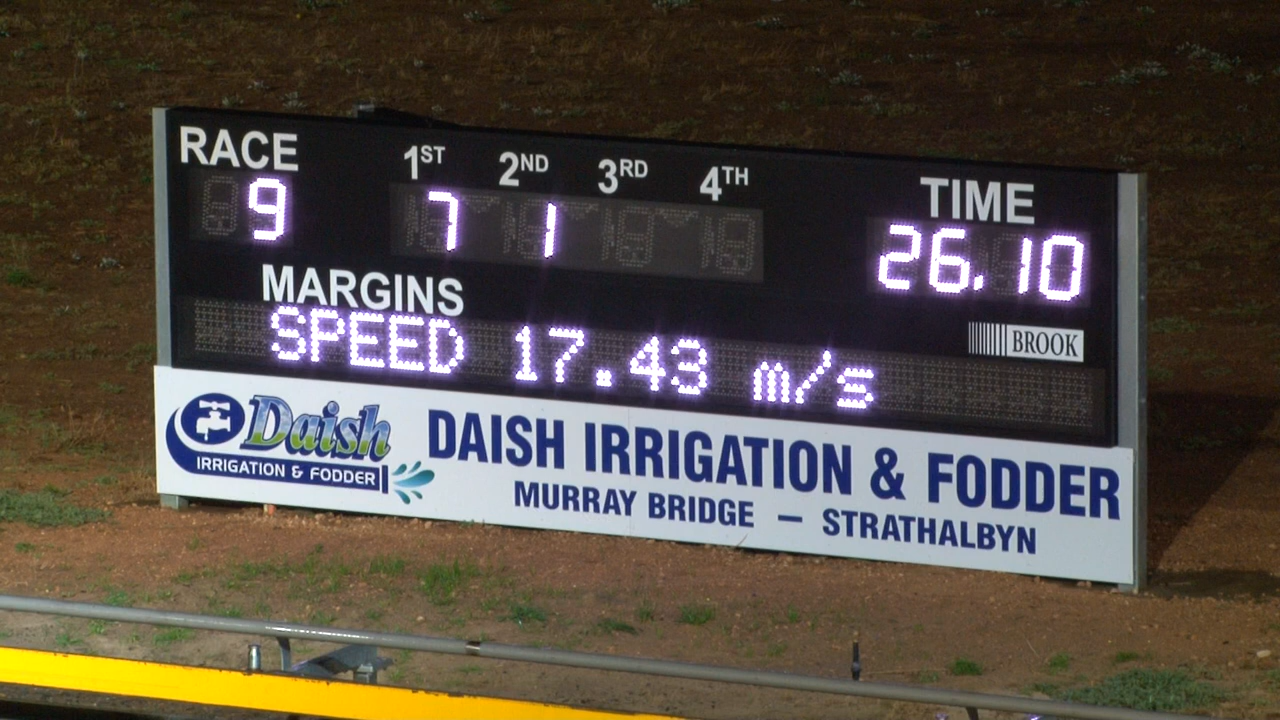 RACE 1ST 2ND 3RD 4TH TIME
9 7 1 26.10
MARGINS
BROOK
SPEED 17.43 m/s
Daish
IRRIGATION & FODDER
DAISH IRRIGATION & FODDER
MURRAY BRIDGE — STRATHALBYN